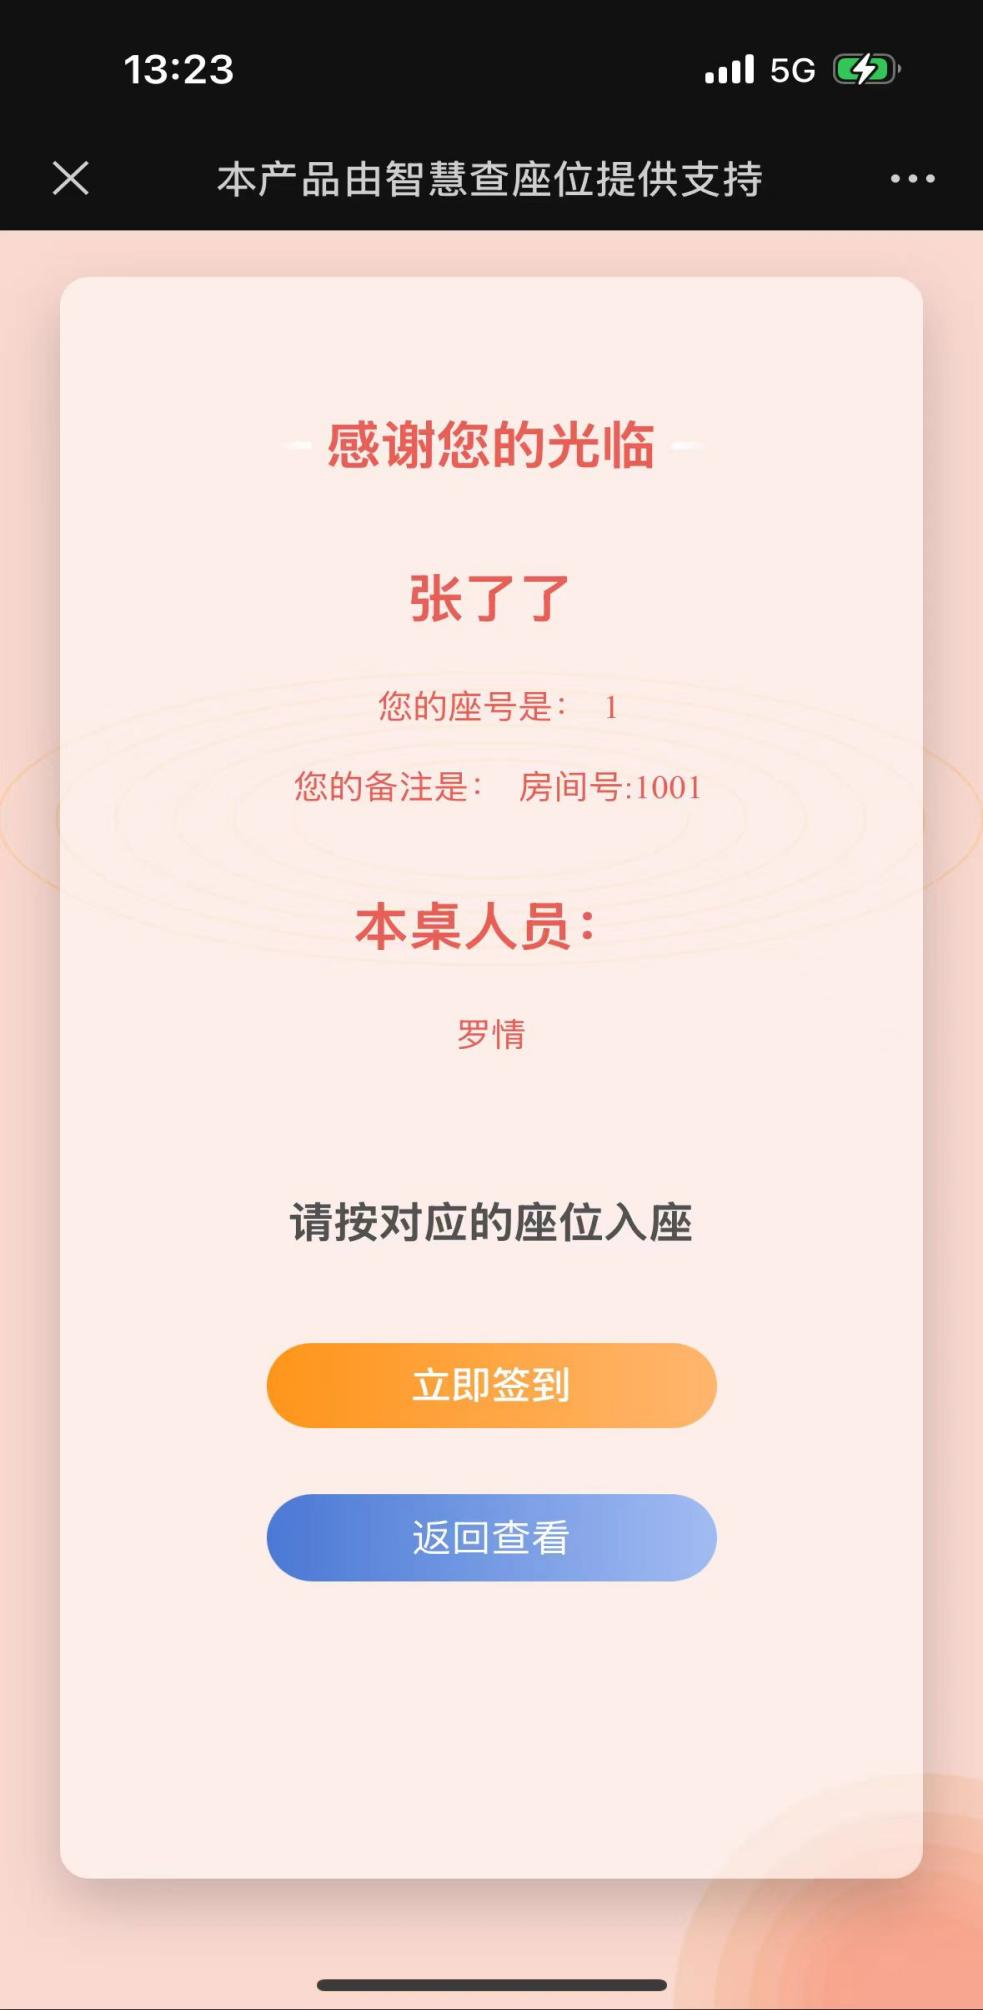 13:23
5G
本产品由智慧查座位提供支持
感谢您的光临
张了了
您的座号是： 1
您的备注是： 房间号:1001
本桌人员：
罗情
请按对应的座位入座
立即签到
返回查看